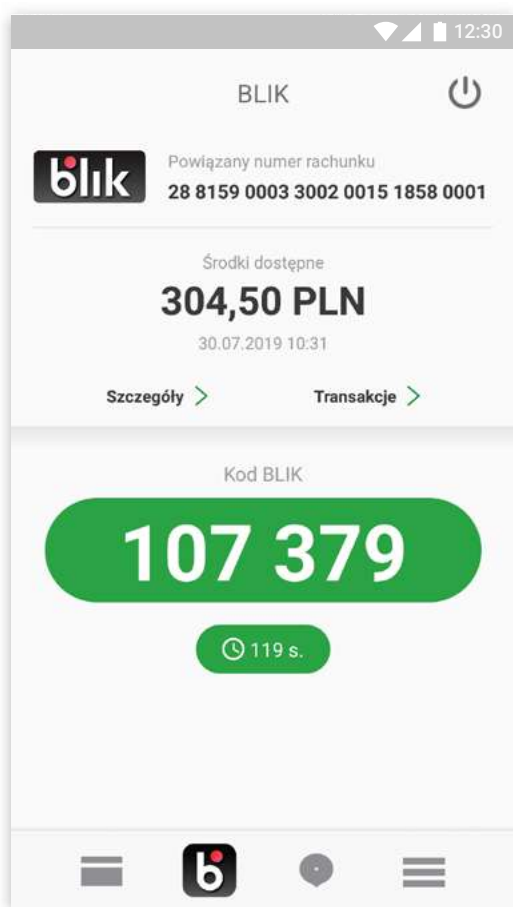 12:30
BLIK
blık
Powiązany numer rachunku
28 8159 0003 3002 0015 1858 0001
Środki dostępne
304,50 PLN
30.07.2019 10:31
Szczegóły Transakcje
Kod BLIK
107 379
119 s.
b